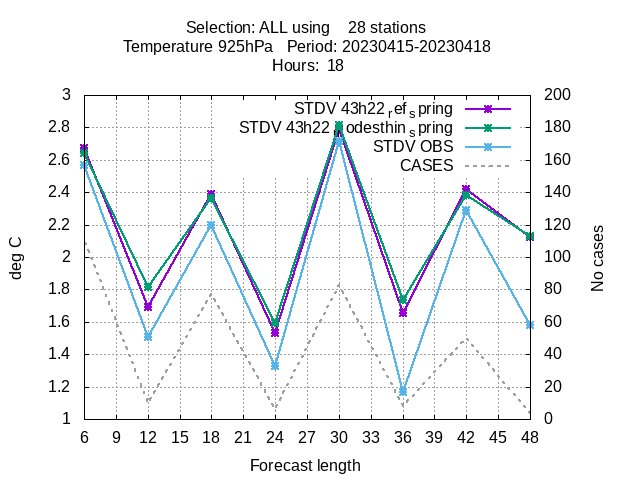 Selection: ALL using 28 stations
Temperature 925hPa Period: 20230415-20230418
Hours: 18
STDV 43h22 ref spring
STDV 43h22 odesthin spring
STDV OBS
CASES
3
2.8
2.6
2.4
2.2
2
1.8
1.6
1.4
1.2
1
200
180
160
140
120
100
80
60
40
20
0
deg C
No cases
6 9 12 15 18 21 24 27 30 33 36 39 42 45 48
Forecast length